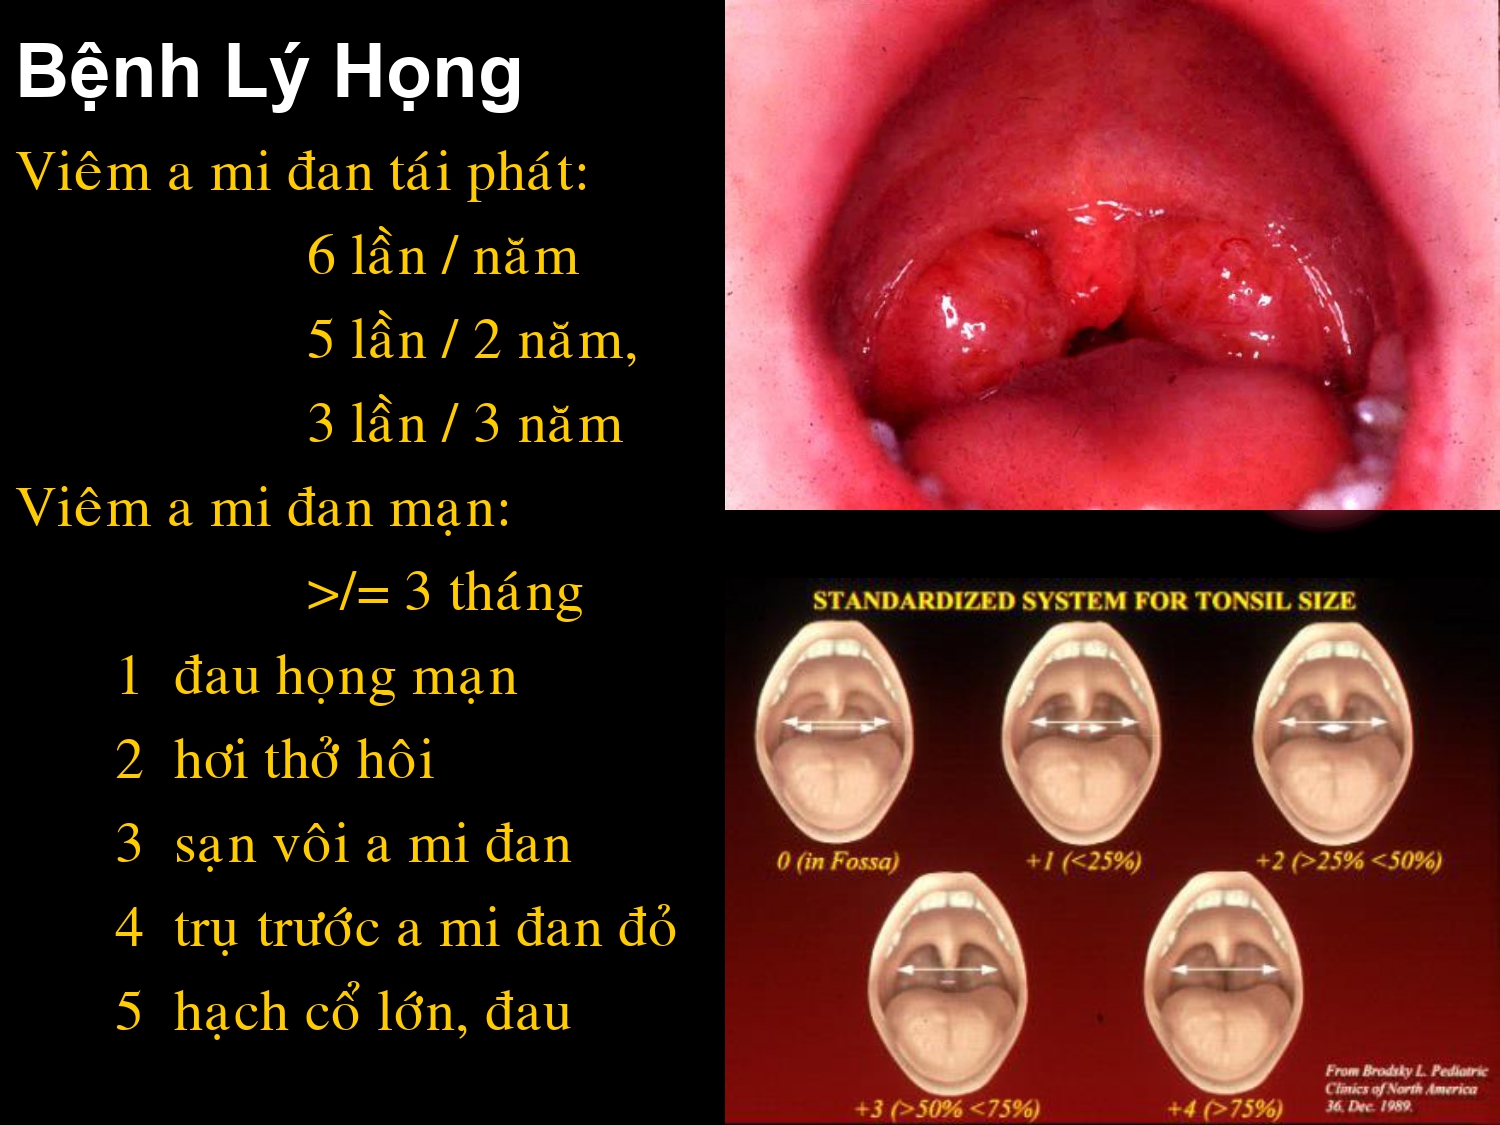 Bệnh Lý Họng
Viêm a mi đan tái phát:
6 lần / năm
5 lần / 2 năm,
3 lần / 3 năm
Viêm a mi đan mạn:
>/= 3 tháng
1 đau họng mạn
2 hơi thở hôi
3 sạn vôi a mi đan
4 trụ trước a mi đan đỏ
5 hạch cổ lớn, đau
STANDARDIZED SYSTEM FOR TONSIL SIZE
0 (in Fossa)
+1 (<25%)
+2 (>25% <50%)
+3 (>50% <75%)
+4 (>75%)
From Brodsky L. Pediatric
Clinics of North America
36, Dec. 1989.